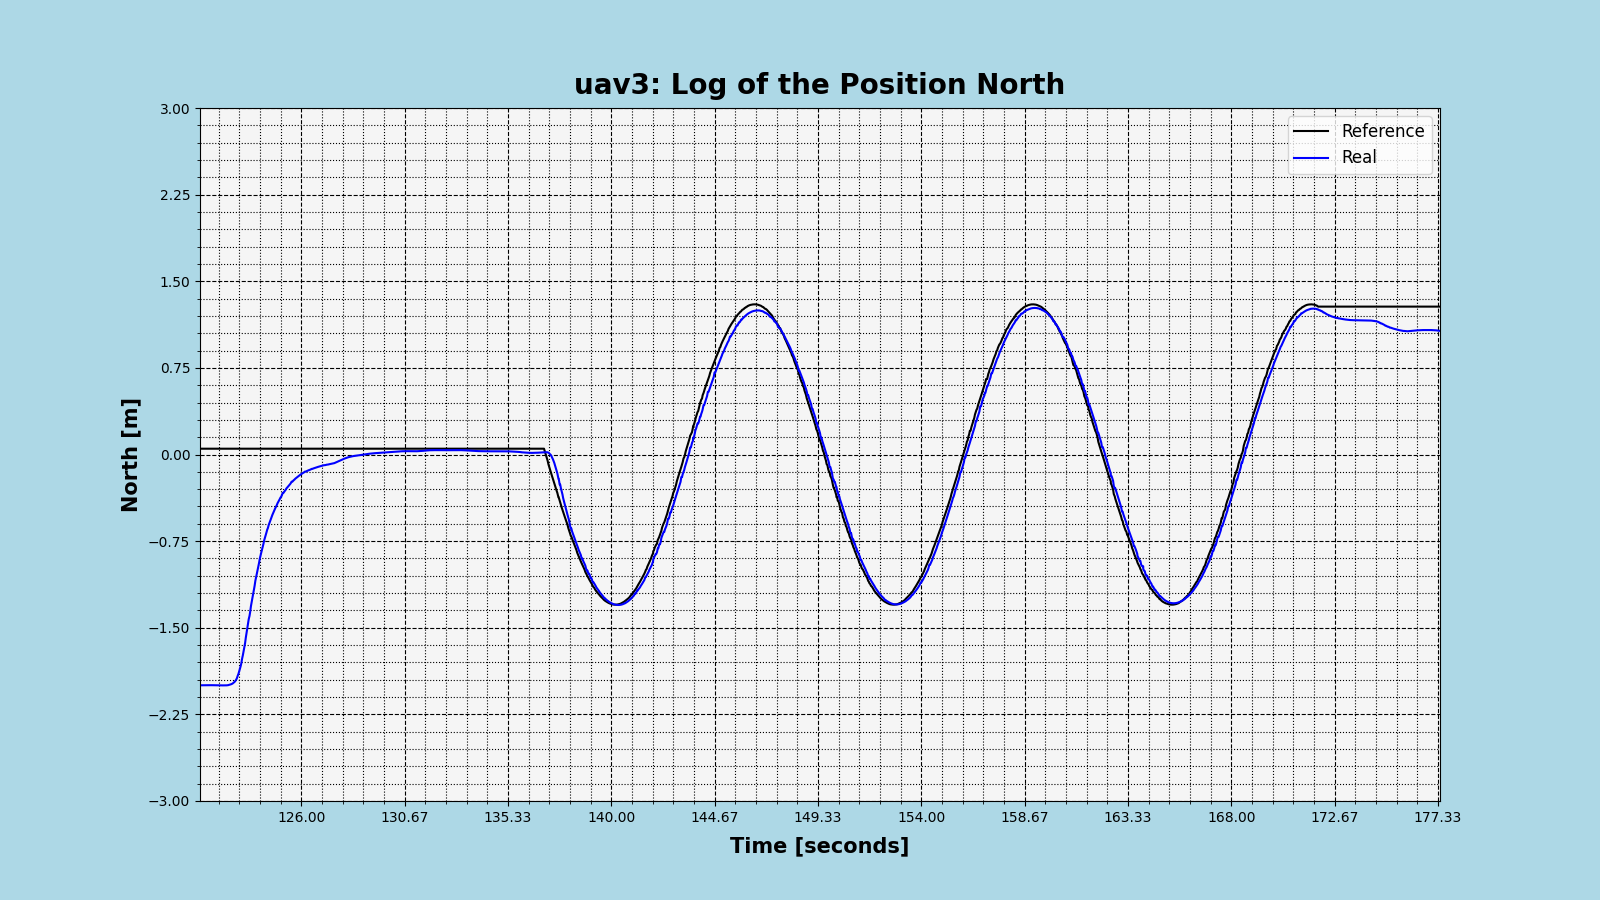 uav3: Log of the Position North
Reference
Real
3.00
2.25
1.50
0.75
0.00
−0.75
−1.50
−2.25
−3.00
North [m]
126.00 130.67 135.33 140.00 144.67 149.33 154.00 158.67 163.33 168.00 172.67 177.33
Time [seconds]